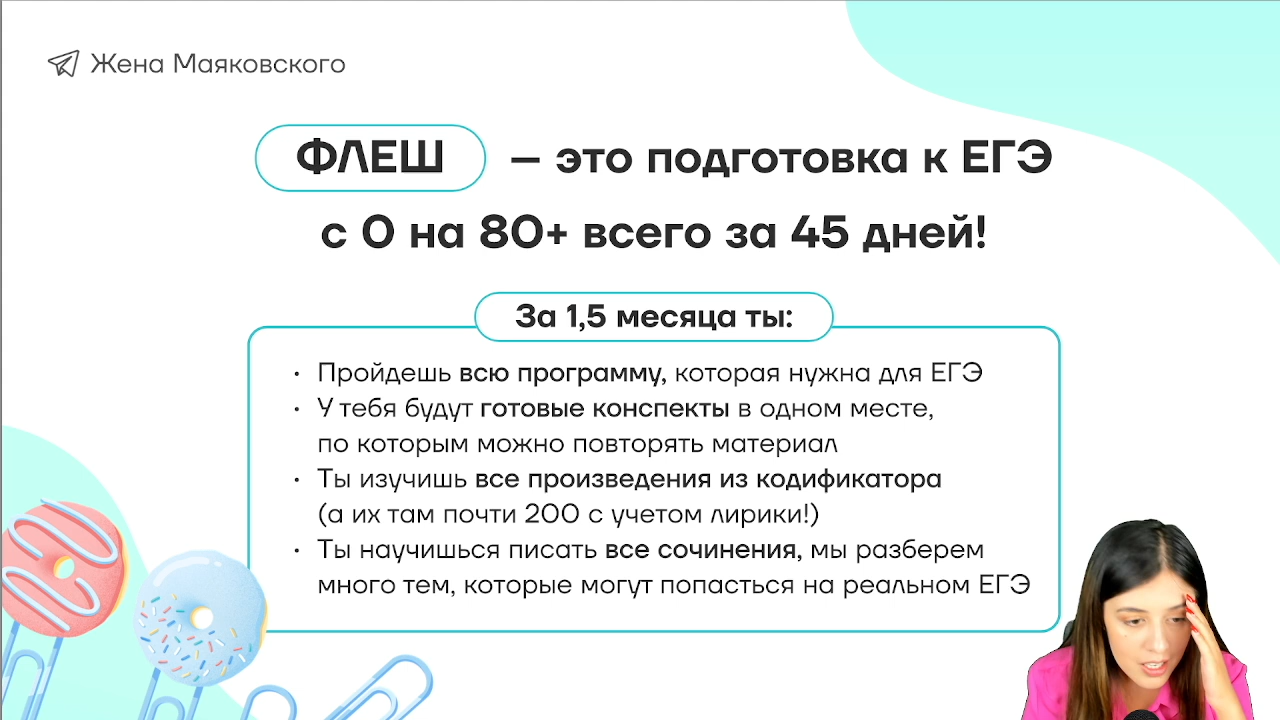 Жена Маяковского
ФЛЕШ – это подготовка к ЕГЭ
с 0 на 80+ всего за 45 дней!
За 1,5 месяца ты:
• Пройдешь всю программу, которая нужна для ЕГЭ
• У тебя будут готовые конспекты в одном месте,
по которым можно повторять материал
• Ты изучишь все произведения из кодификатора
(а их там почти 200 с учетом лирики!)
• Ты научишься писать все сочинения, мы разберем
много тем, которые могут попасться на реальном ЕГЭ